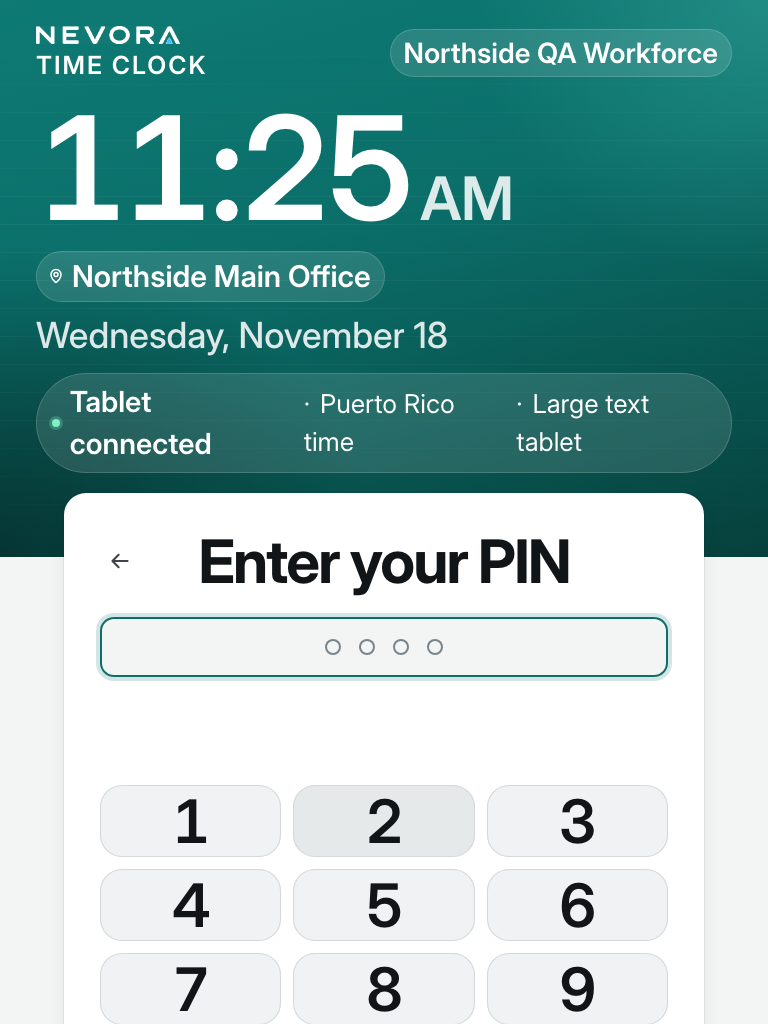 NEVORA
TIME CLOCK
Northside QA Workforce
11:25 AM
Northside Main Office
Wednesday, November 18
Tablet connected
· Puerto Rico time
· Large text tablet
Enter your PIN
1 2 3
4 5 6
7 8 9